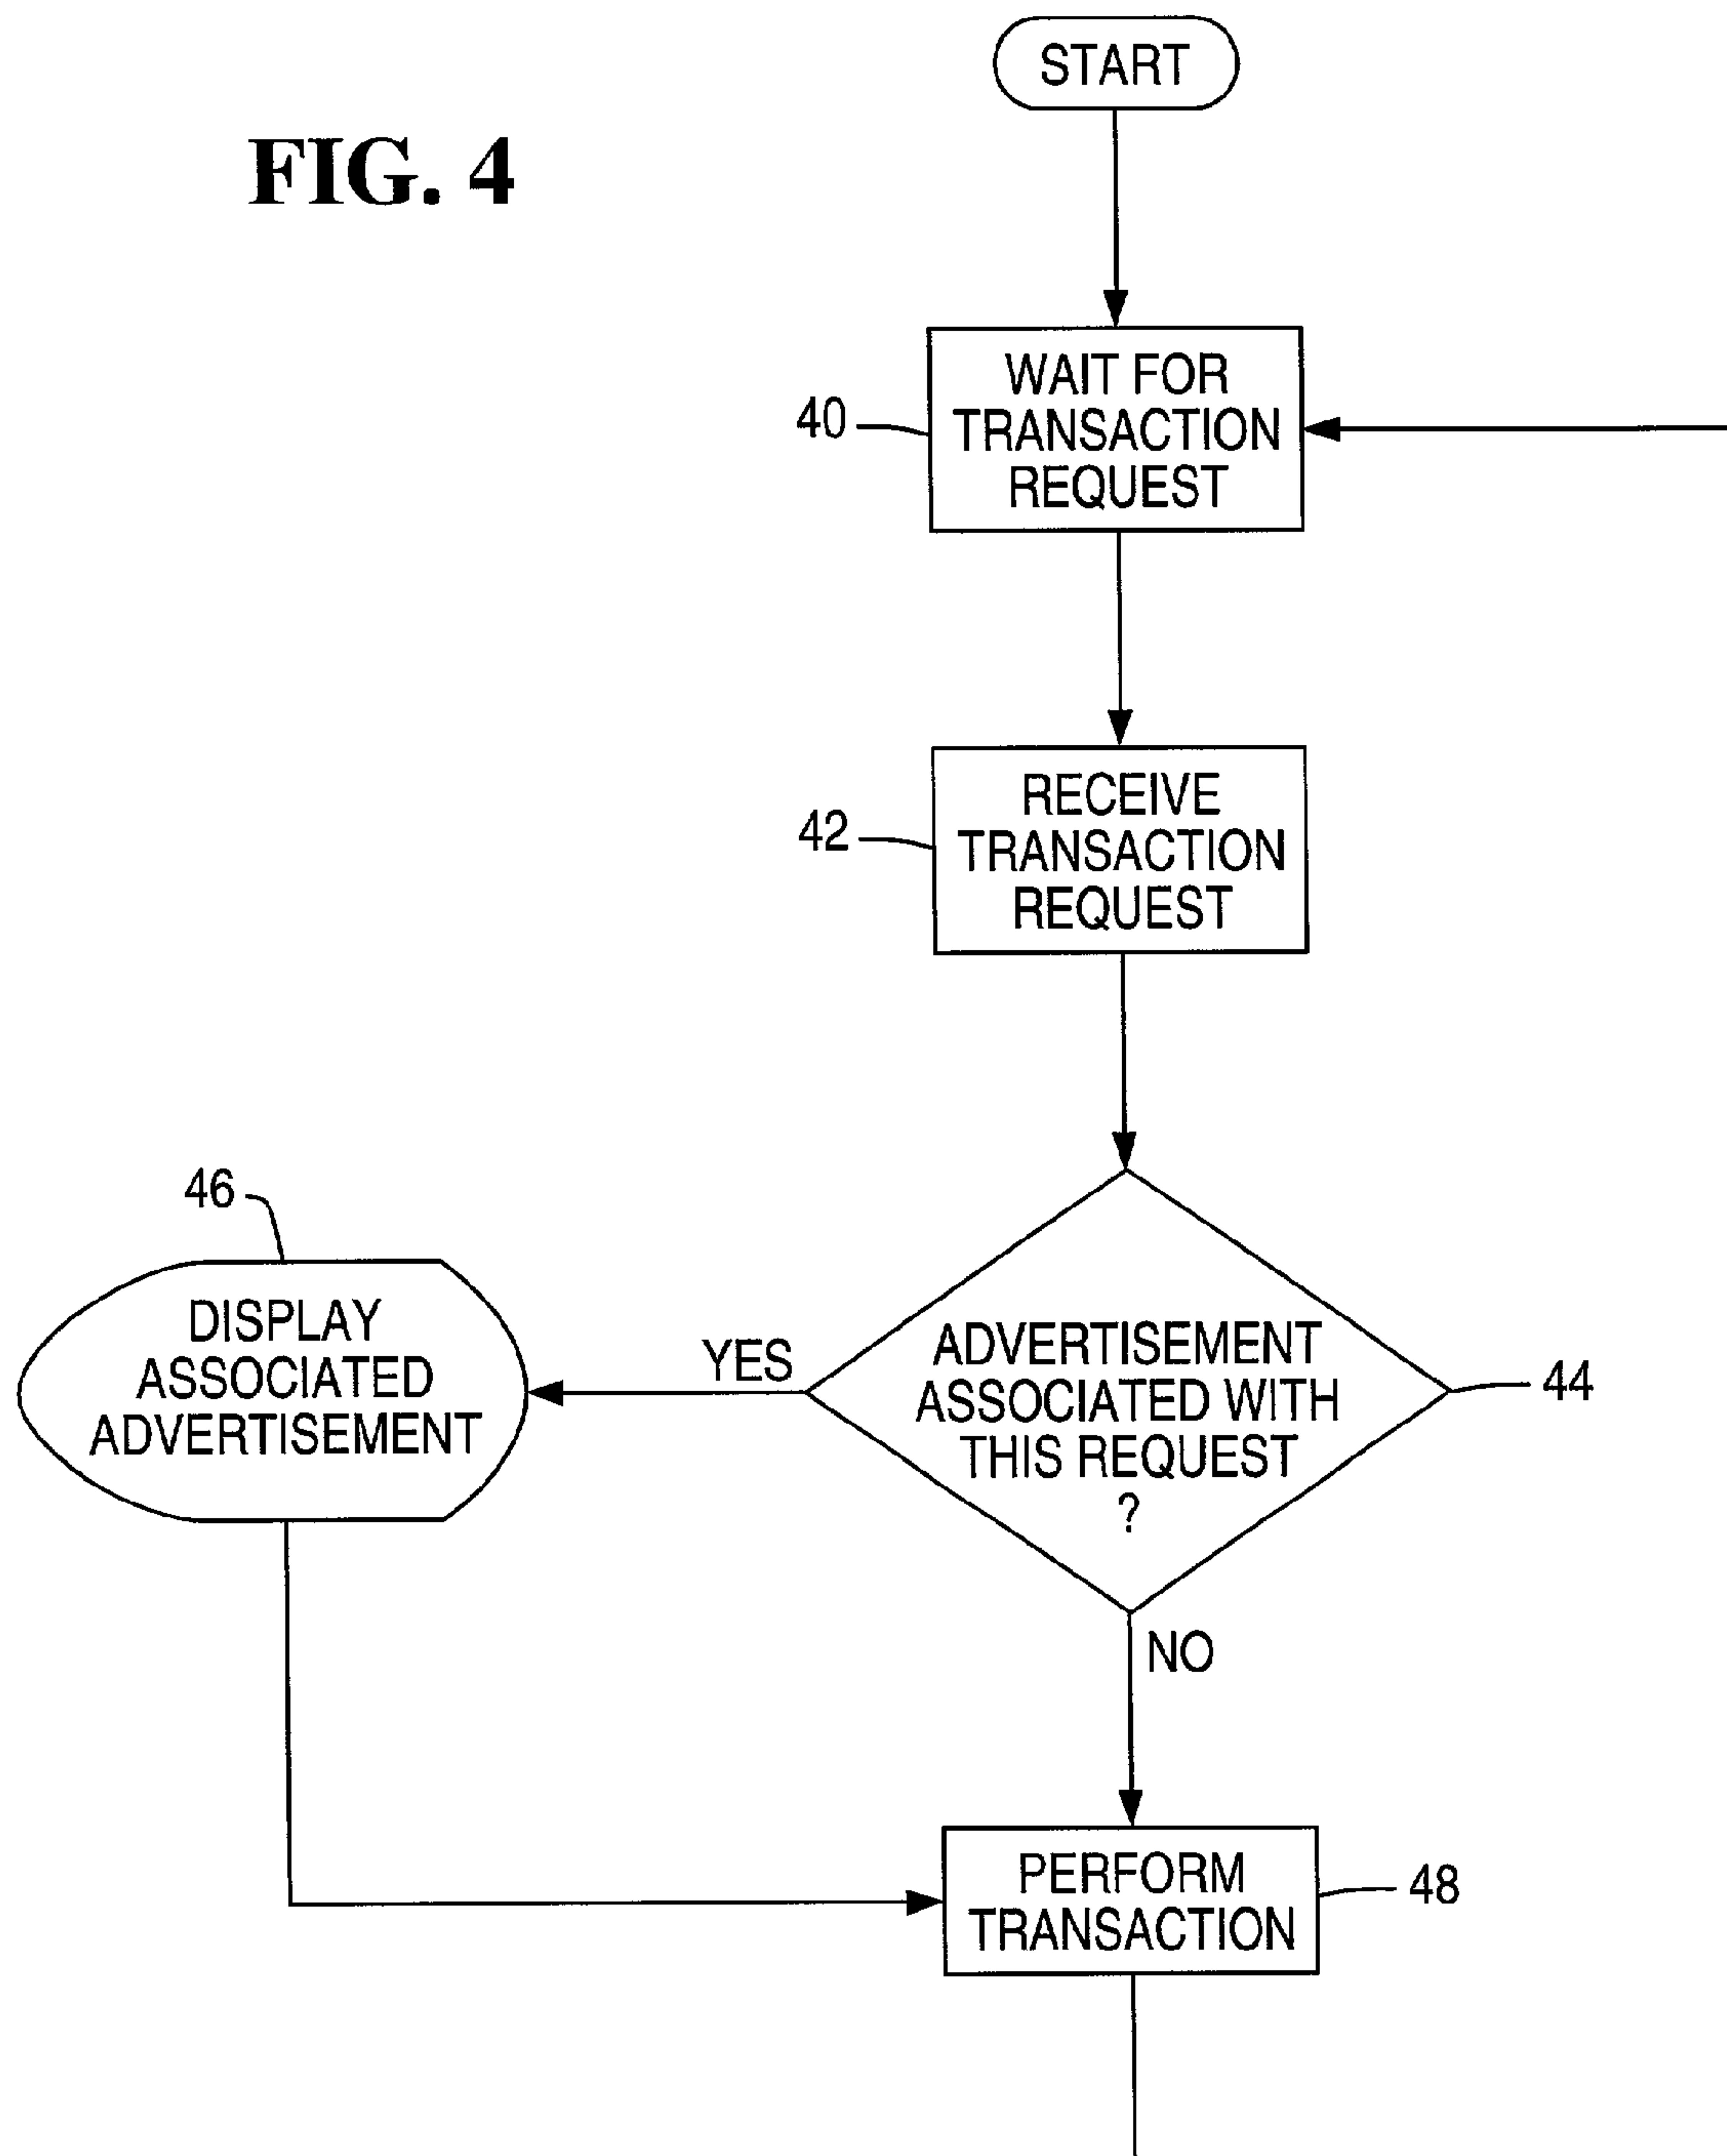 START
FIG. 4
WAIT FOR
TRANSACTION
REQUEST
40
RECEIVE
TRANSACTION
REQUEST
42
46
DISPLAY
ASSOCIATED
ADVERTISEMENT
YES
ADVERTISEMENT
ASSOCIATED WITH
THIS REQUEST
?
44
NO
PERFORM
TRANSACTION
48